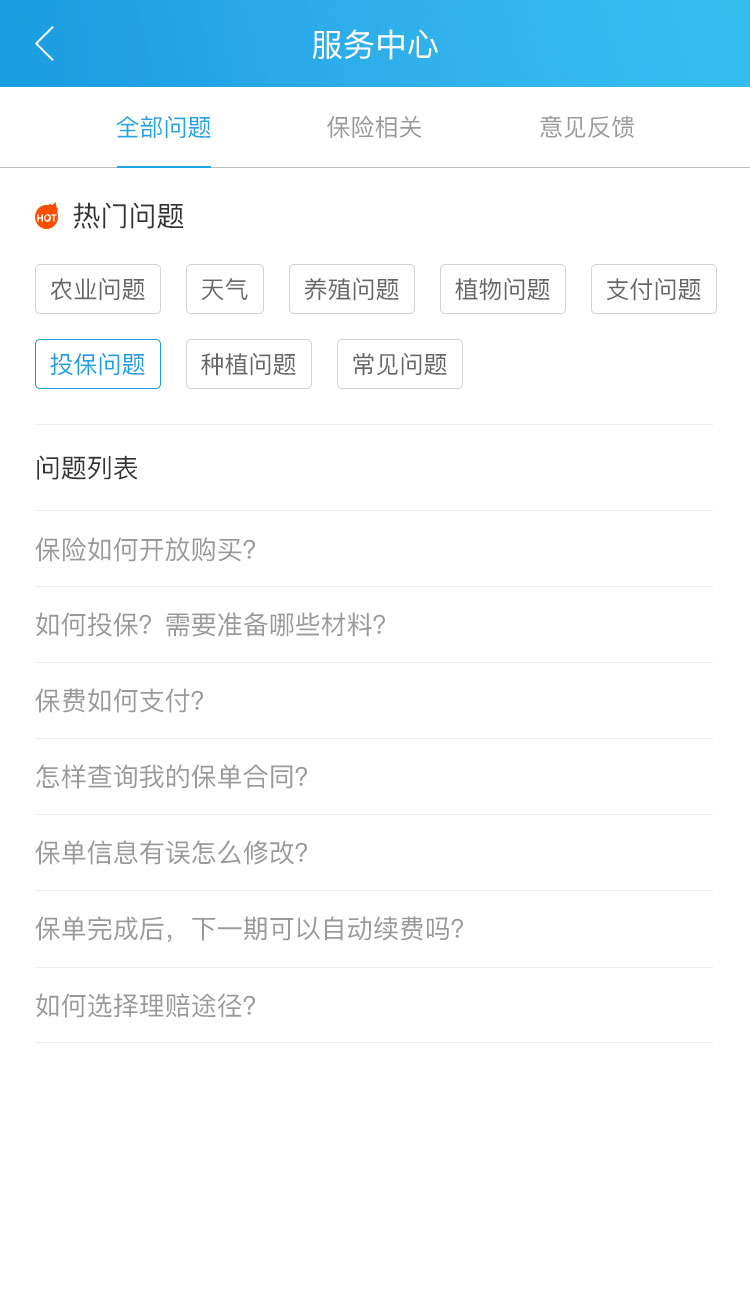 服务中心
全部问题 保险相关 意见反馈
HOT 热门问题
农业问题 天气 养殖问题 植物问题 支付问题
投保问题 种植问题 常见问题
问题列表
保险如何开放购买?
如何投保? 需要准备哪些材料?
保费如何支付?
怎样查询我的保单合同?
保单信息有误怎么修改?
保单完成后，下一期可以自动续费吗?
如何选择理赔途径?